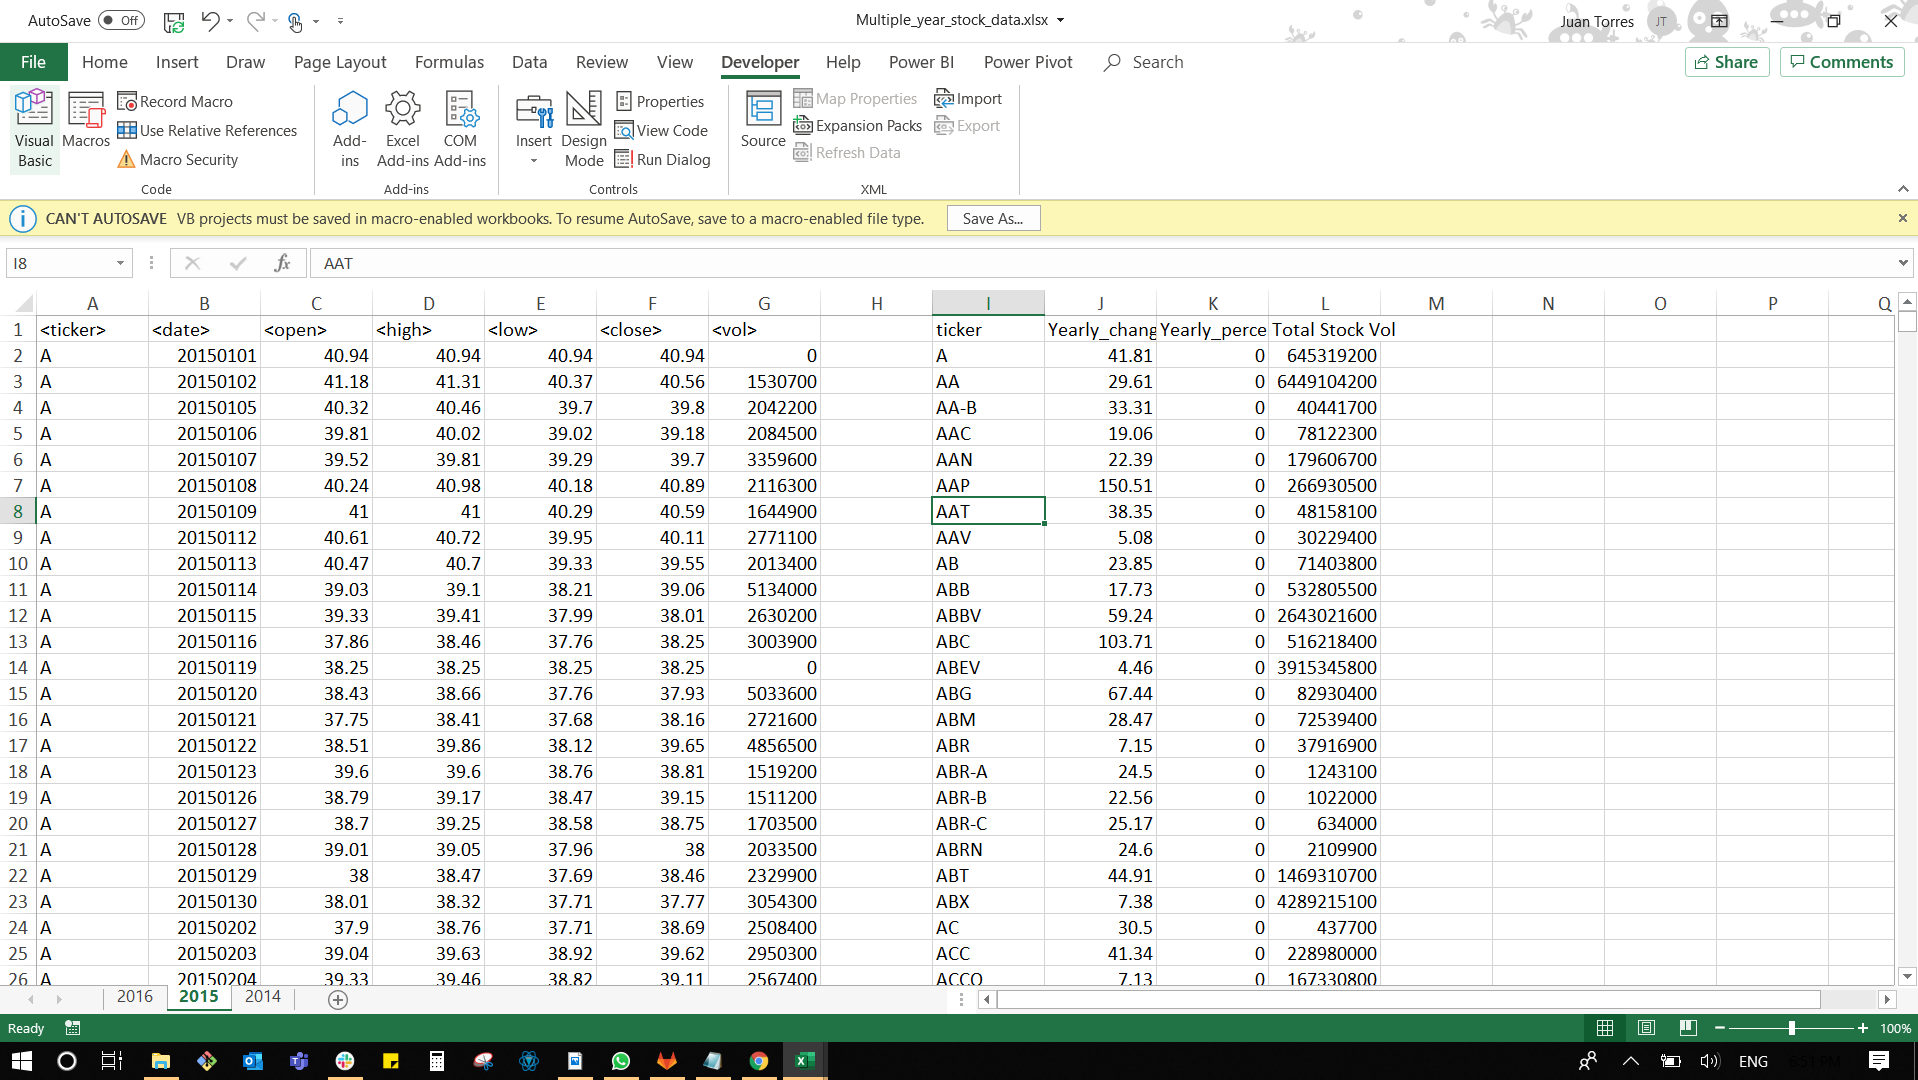 AutoSave Off Multiple_year_stock_data.xlsx Juan Torres JT
File Home Insert Draw Page Layout Formulas Data Review View Developer Help Power BI Power Pivot Search Share Comments
Visual Basic Macros Record Macro Use Relative References Macro Security Code
Add-ins Excel Add-ins COM Add-ins Add-ins
Insert Design Mode Properties View Code Run Dialog Controls
Source Map Properties Expansion Packs Refresh Data Import Export XML
CAN'T AUTOSAVE VB projects must be saved in macro-enabled workbooks. To resume AutoSave, save to a macro-enabled file type. Save As...
I8 fx AAT
A B C D E F G H I J K L M N O P Q
1 <ticker> <date> <open> <high> <low> <close> <vol> ticker Yearly_chang Yearly_perce Total Stock Vol
2 A 20150101 40.94 40.94 40.94 40.94 0 A 41.81 0 645319200
3 A 20150102 41.18 41.31 40.37 40.56 1530700 AA 29.61 0 6449104200
4 A 20150105 40.32 40.46 39.7 39.8 2042200 AA-B 33.31 0 40441700
5 A 20150106 39.81 40.02 39.02 39.18 2084500 AAC 19.06 0 78122300
6 A 20150107 39.52 39.81 39.29 39.7 3359600 AAN 22.39 0 179606700
7 A 20150108 40.24 40.98 40.18 40.89 2116300 AAP 150.51 0 266930500
8 A 20150109 41 41 40.29 40.59 1644900 AAT 38.35 0 48158100
9 A 20150112 40.61 40.72 39.95 40.11 2771100 AAV 5.08 0 30229400
10 A 20150113 40.47 40.7 39.33 39.55 2013400 AB 23.85 0 71403800
11 A 20150114 39.03 39.1 38.21 39.06 5134000 ABB 17.73 0 532805500
12 A 20150115 39.33 39.41 37.99 38.01 2630200 ABBV 59.24 0 2643021600
13 A 20150116 37.86 38.46 37.76 38.25 3003900 ABC 103.71 0 516218400
14 A 20150119 38.25 38.25 38.25 38.25 0 ABEV 4.46 0 3915345800
15 A 20150120 38.43 38.66 37.76 37.93 5033600 ABG 67.44 0 82930400
16 A 20150121 37.75 38.41 37.68 38.16 2721600 ABM 28.47 0 72539400
17 A 20150122 38.51 39.86 38.12 39.65 4856500 ABR 7.15 0 37916900
18 A 20150123 39.6 39.6 38.76 38.81 1519200 ABR-A 24.5 0 1243100
19 A 20150126 38.79 39.17 38.47 39.15 1511200 ABR-B 22.56 0 1022000
20 A 20150127 38.7 39.25 38.58 38.75 1703500 ABR-C 25.17 0 634000
21 A 20150128 39.01 39.05 37.96 38 2033500 ABRN 24.6 0 2109900
22 A 20150129 38 38.47 37.69 38.46 2329900 ABT 44.91 0 1469310700
23 A 20150130 38.01 38.32 37.71 37.77 3054300 ABX 7.38 0 4289215100
24 A 20150202 37.9 38.76 37.71 38.69 2508400 AC 30.5 0 437700
25 A 20150203 39.04 39.63 38.92 39.62 2950300 ACC 41.34 0 228980000
26 A 20150204 39.33 39.46 38.82 39.11 2567400 ACCO 7.13 0 167330800
2016 2015 2014
Ready 100%
ENG